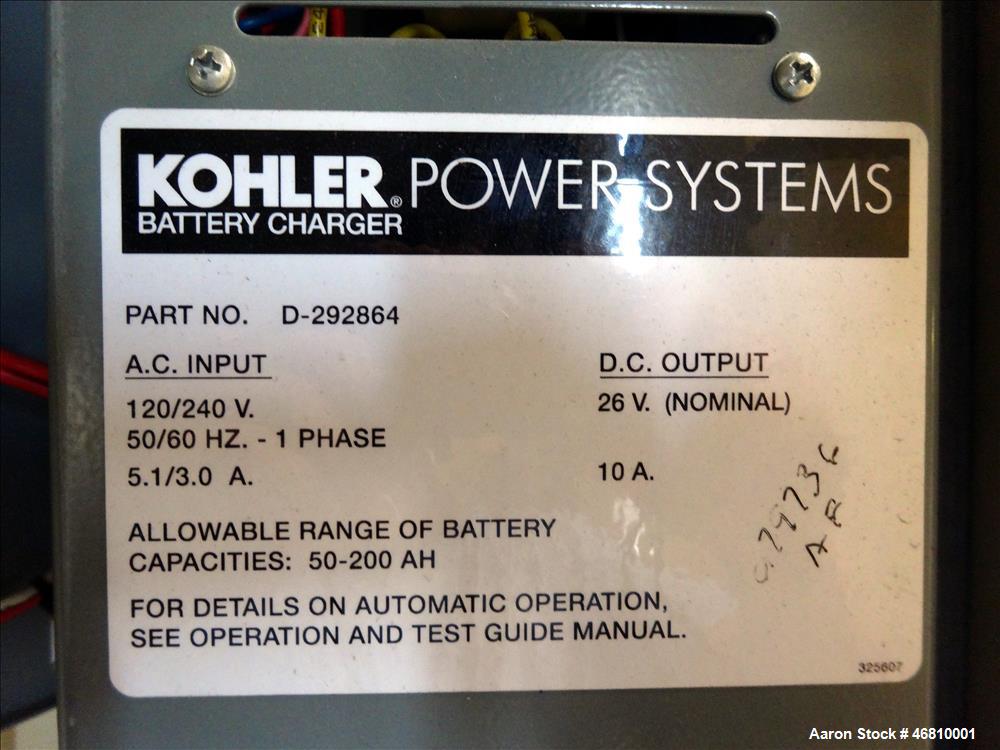 KOHLER® POWER SYSTEMS
BATTERY CHARGER
PART NO. D-292864
A.C. INPUT
120/240 V.
50/60 HZ. - 1 PHASE
5.1/3.0 A.
D.C. OUTPUT
26 V. (NOMINAL)
10 A.
ALLOWABLE RANGE OF BATTERY
CAPACITIES: 50-200 AH
FOR DETAILS ON AUTOMATIC OPERATION,
SEE OPERATION AND TEST GUIDE MANUAL.
325607
Aaron Stock # 46810001